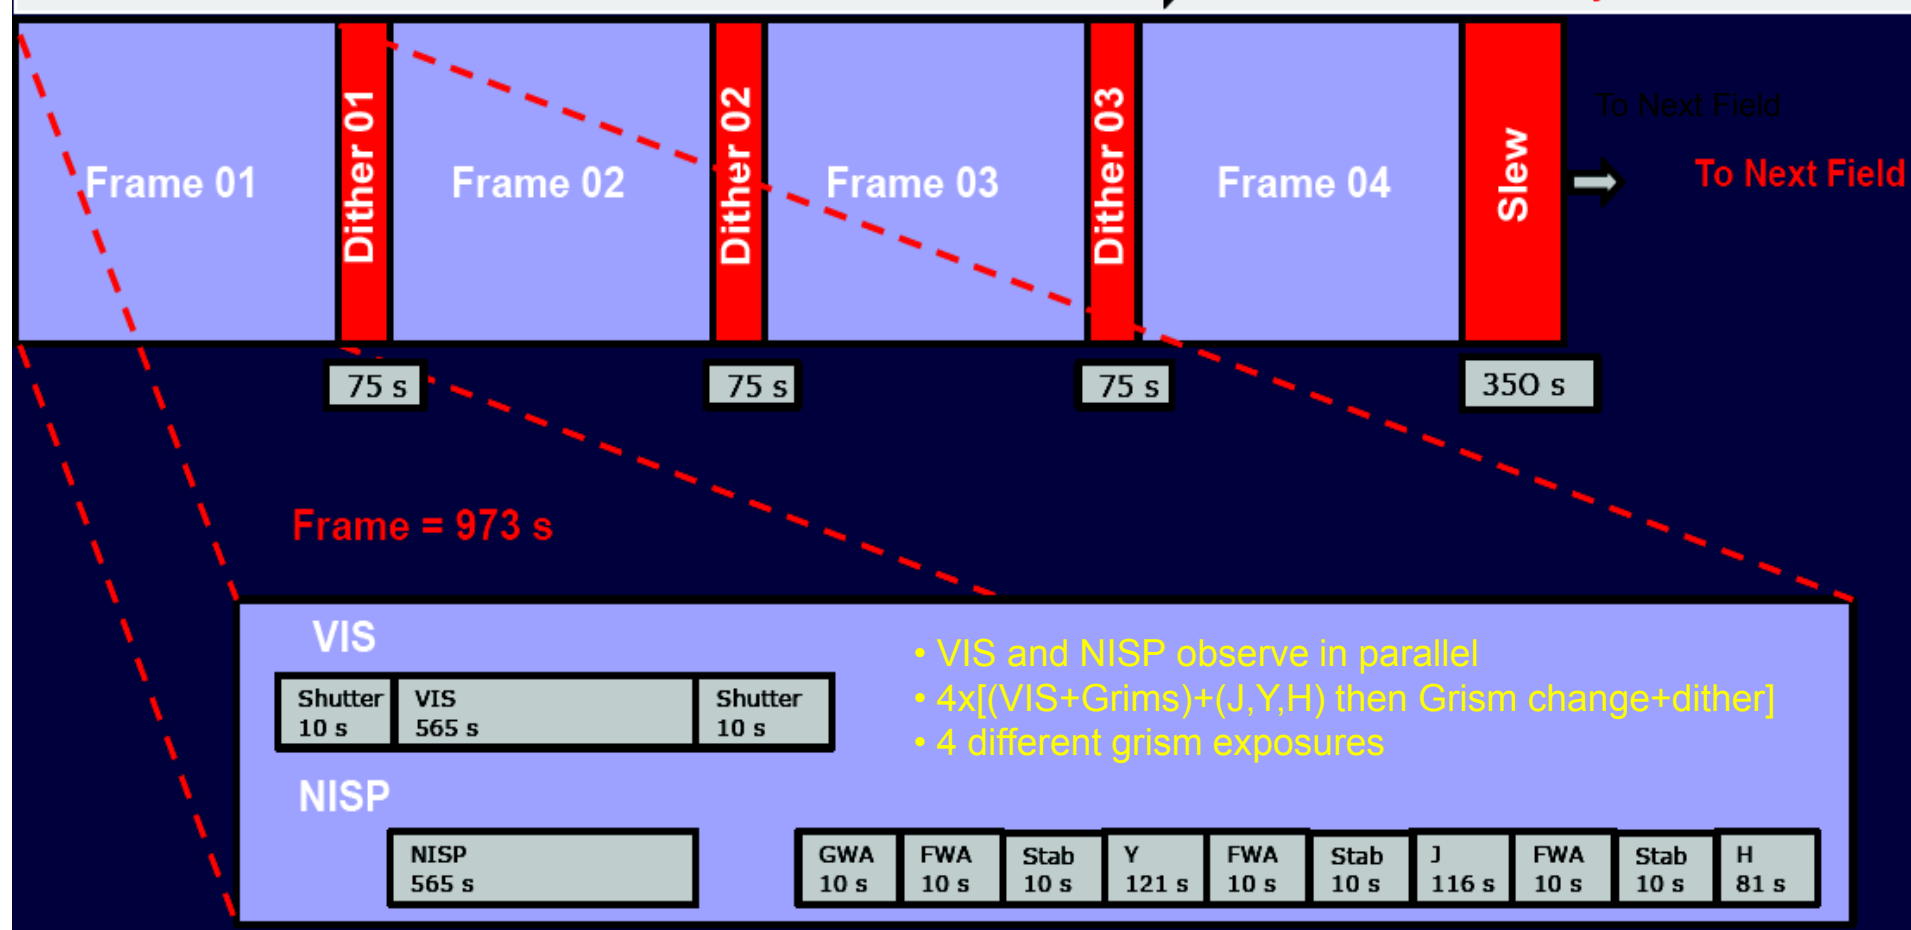 To Next Field
Frame 01
Dither 01
Frame 02
Dither 02
Frame 03
Dither 03
Frame 04
Slew
To Next Field
75 s
75 s
75 s
350 s
Frame = 973 s
VIS
• VIS and NISP observe in parallel
• 4x[(VIS+Grims)+(J,Y,H) then Grism change+dither]
• 4 different grism exposures
Shutter
10 s
VIS
565 s
Shutter
10 s
NISP
NISP
565 s
GWA
10 s
FWA
10 s
Stab
10 s
Y
121 s
FWA
10 s
Stab
10 s
J
116 s
FWA
10 s
Stab
10 s
H
81 s